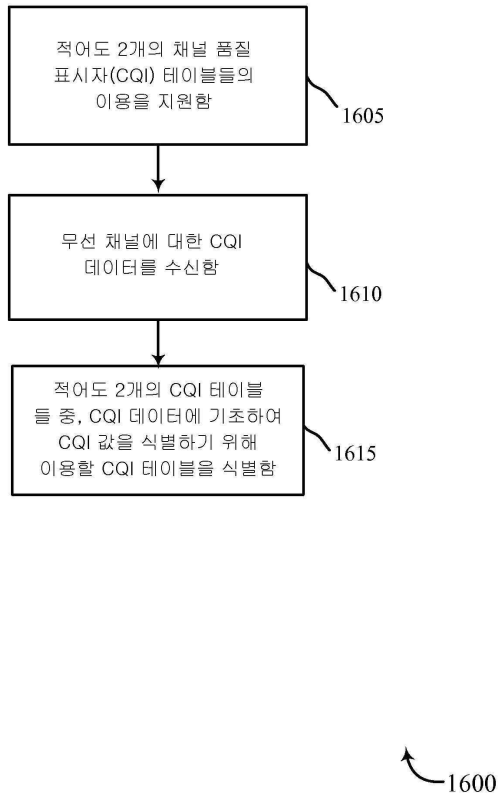 적어도 2개의 채널 품질
표시자(CQI) 테이블들의
이용을 지원함
1605
무선 채널에 대한 CQI
데이터를 수신함
1610
적어도 2개의 CQI 테이블
들 중, CQI 데이터에 기초하여
CQI 값을 식별하기 위해
이용할 CQI 테이블을 식별함
1615
1600